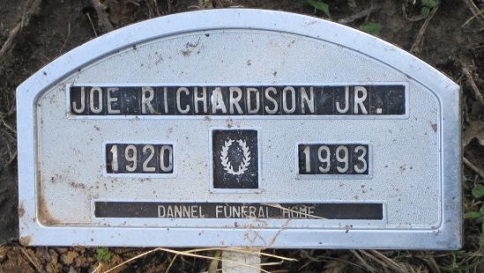 JOE RICHARDSON JR.
1920 1993
DANNEL FUNERAL HOME